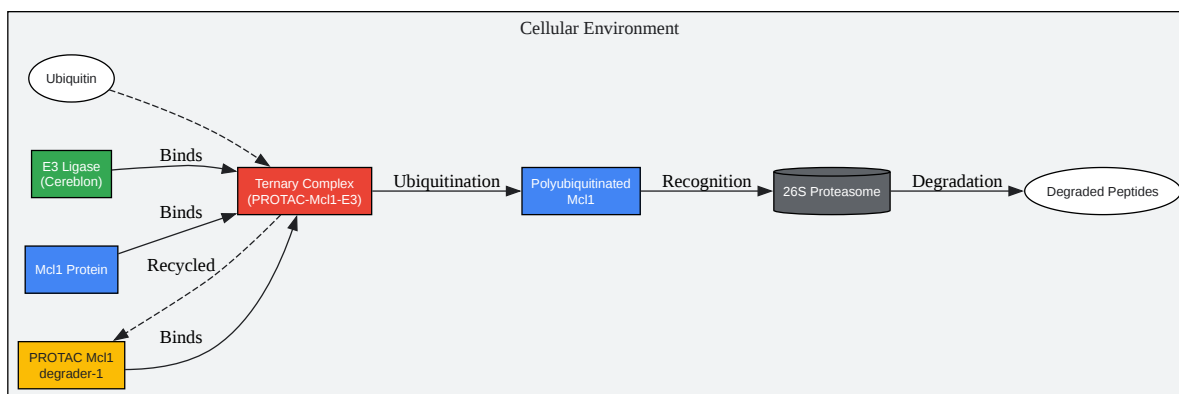 Cellular Environment
Ubiquitin
E3 Ligase
(Cereblon)
Binds
Mcl1 Protein
Binds
Recycled
PROTAC Mcl1
degrader-1
Binds
Ternary Complex
(PROTAC-Mcl1-E3)
Ubiquitination
Polyubiquitinated
Mcl1
Recognition
26S Proteasome
Degradation
Degraded Peptides